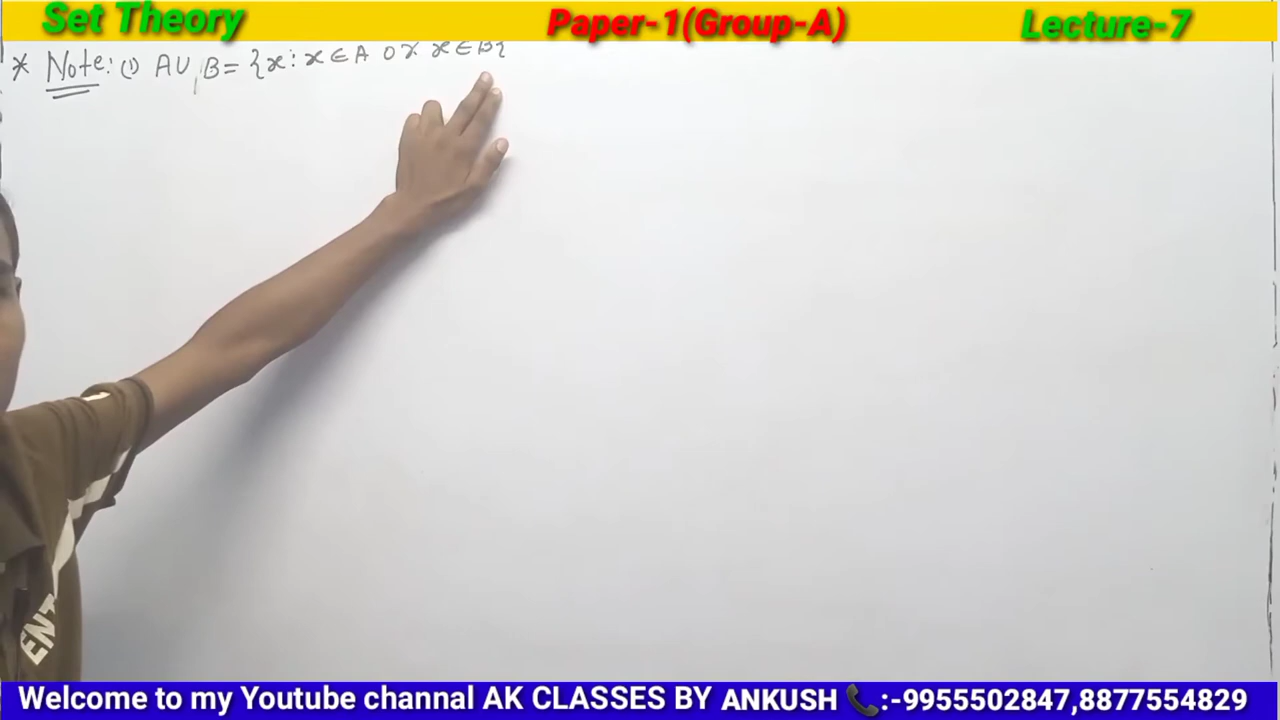 Set Theory Paper-1(Group-A) Lecture-7
* Note: (1) A∪B = {x : x ∈ A or x ∈ B}
ENT
Welcome to my Youtube channal AK CLASSES BY ANKUSH 📞:-9955502847,8877554829